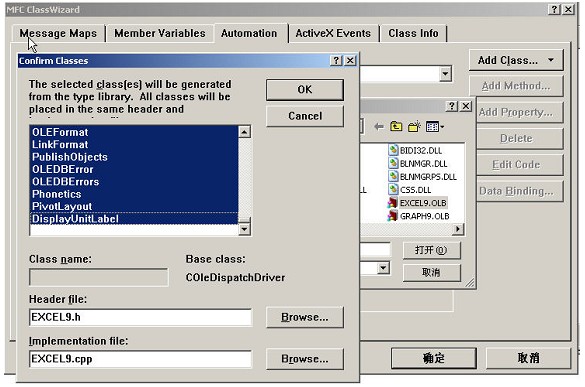 MFC ClassWizard
Message Maps
Member Variables
Automation
ActiveX Events
Class Info
Confirm Classes
The selected class(es) will be generated
from the type library. All classes will be
placed in the same header and
OK
Cancel
OLEFormat
LinkFormat
PublishObjects
OLEDBError
OLEDBErrors
Phonetics
PivotLayout
DisplayUnitLabel
Class name:
Base class:
COleDispatchDriver
Header file:
EXCEL9.h
Browse...
Implementation file:
EXCEL9.cpp
Browse...
BIDI32.DLL
BLNMGR.DLL
BLNMGRPS.DLL
CSS.DLL
EXCEL9.OLB
GRAPH9.OLB
打开(O)
取消
Add Class...
Add Method...
Add Property...
Delete
Edit Code
Data Binding...
确定
取消